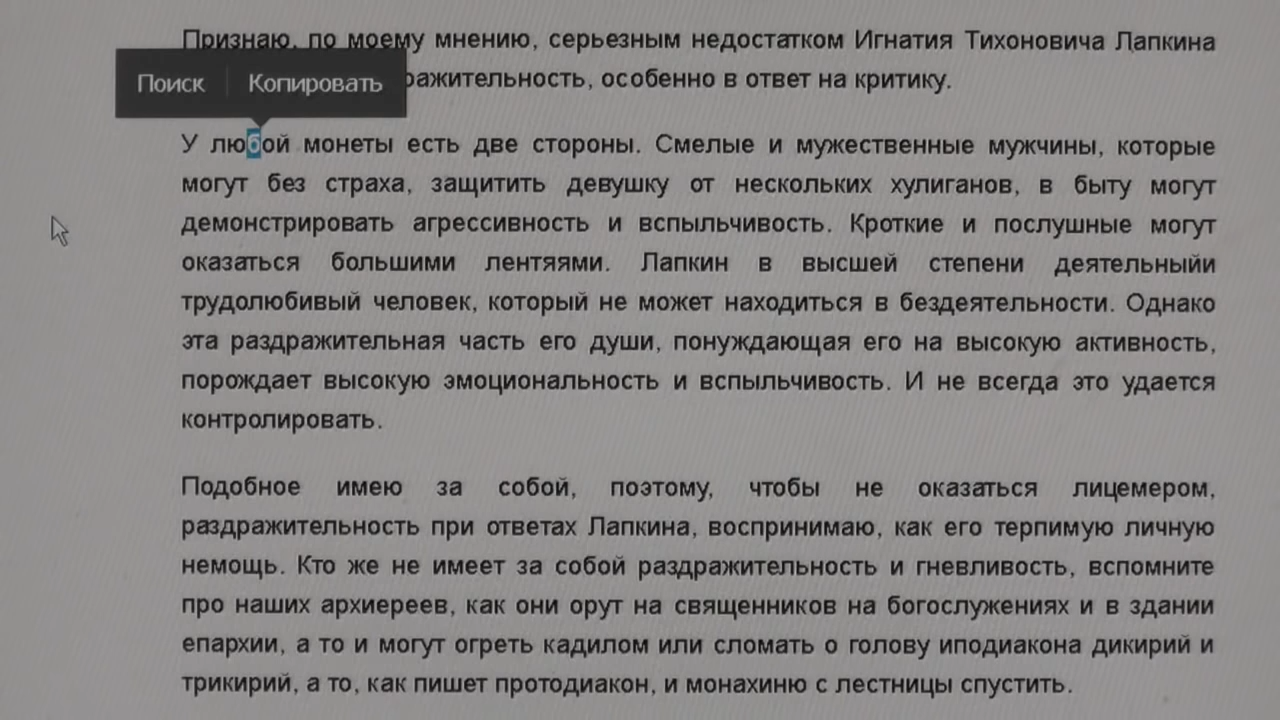 Признаю, по моему мнению, серьезным недостатком Игнатия Тихоновича Лапкина
Поиск Копировать
ражительность, особенно в ответ на критику.
У любой монеты есть две стороны. Смелые и мужественные мужчины, которые
могут без страха, защитить девушку от нескольких хулиганов, в быту могут
демонстрировать агрессивность и вспыльчивость. Кроткие и послушные могут
оказаться большими лентяями. Лапкин в высшей степени деятельныйи
трудолюбивый человек, который не может находиться в бездеятельности. Однако
эта раздражительная часть его души, понуждающая его на высокую активность,
порождает высокую эмоциональность и вспыльчивость. И не всегда это удается
контролировать.
Подобное имею за собой, поэтому, чтобы не оказаться лицемером,
раздражительность при ответах Лапкина, воспринимаю, как его терпимую личную
немощь. Кто же не имеет за собой раздражительность и гневливость, вспомните
про наших архиереев, как они орут на священников на богослужениях и в здании
епархии, а то и могут огреть кадилом или сломать о голову иподиакона дикирий и
трикирий, а то, как пишет протодиакон, и монахиню с лестницы спустить.